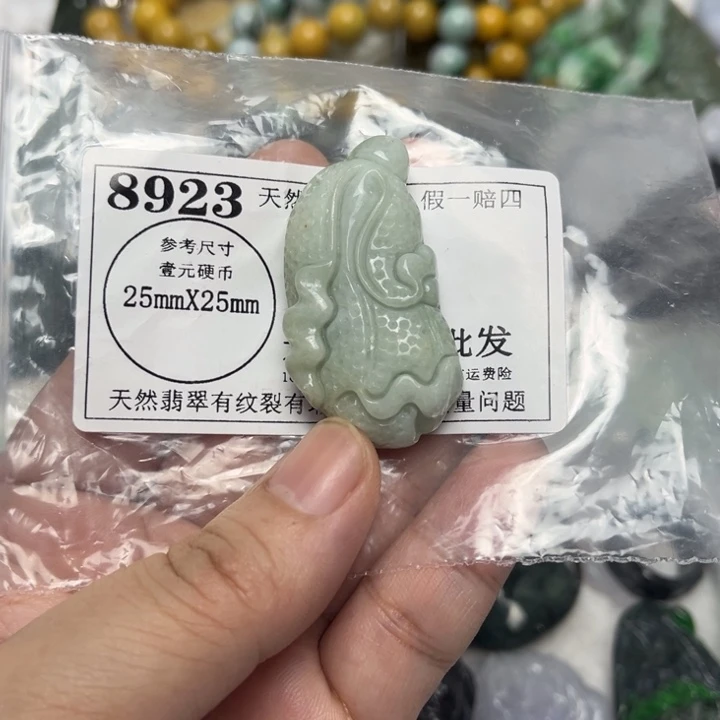 8923 天然 假一赔四
参考尺寸
壹元硬币
25mmX25mm
批发
运费险
天然翡翠有纹裂有 量问题